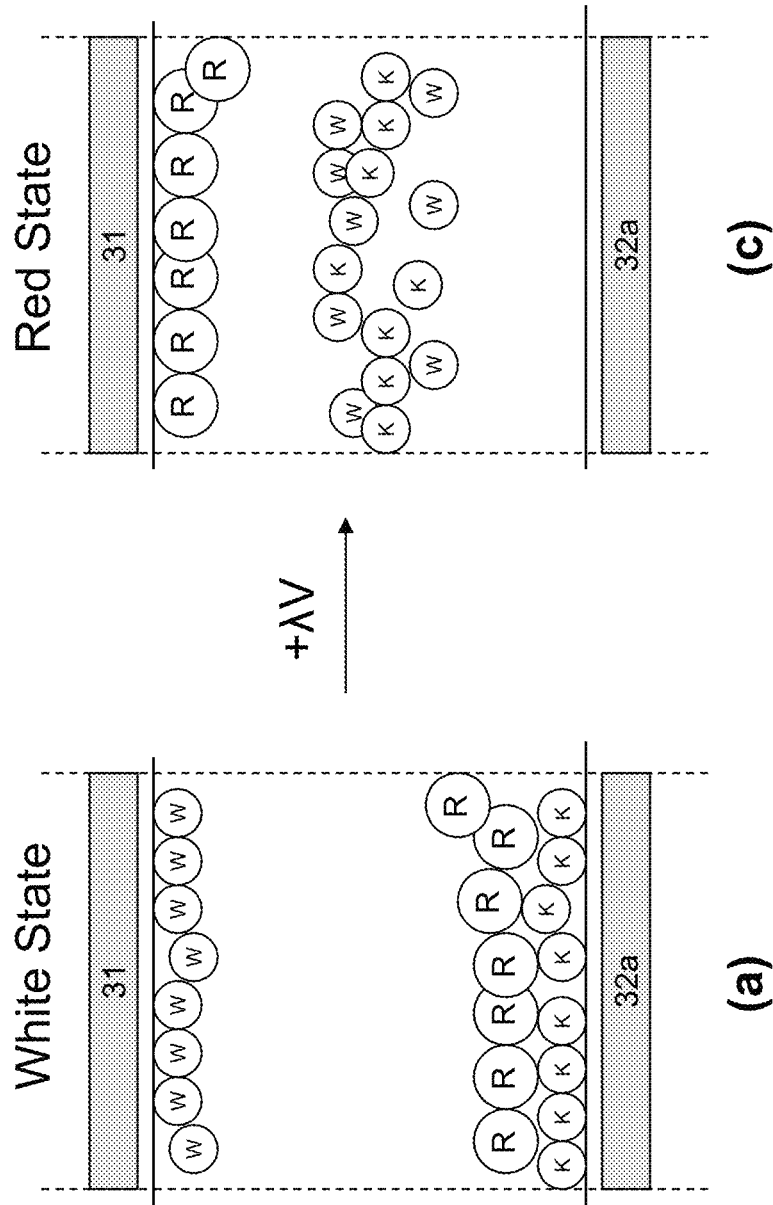 White State
31
W W W W W W W W
R R R R R R R
K K K K K K K K
32a
(a)
+λV
Red State
31
R R R R R R R
W W K W W W
K K K K K K
W K W W
32a
(c)